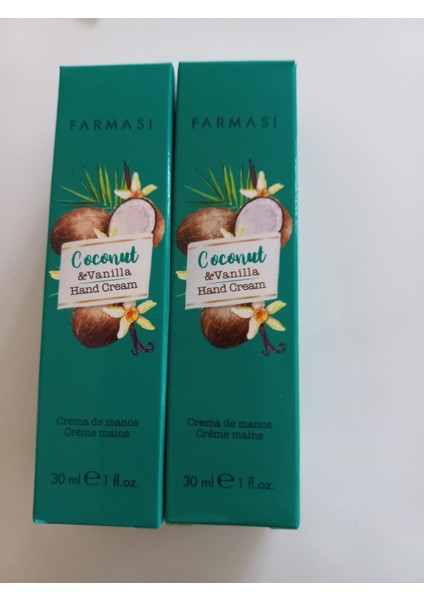 FARMASI
Coconut
&Vanilla
Hand Cream
Crema de manos
Crème mains
30 ml e 1 fl.oz.
FARMASI
Coconut
&Vanilla
Hand Cream
Crema de manos
Crème mains
30 ml e 1 fl.oz.